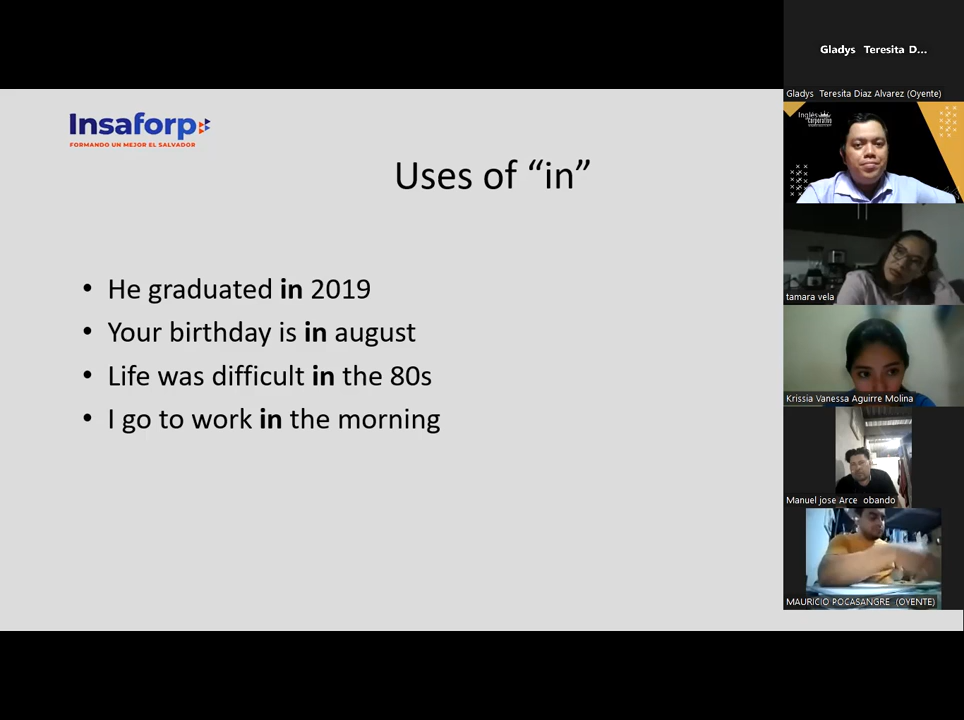 Gladys Teresita D...
Gladys Teresita Diaz Alvarez (Oyente)
Insaforp
FORMANDO UN MEJOR EL SALVADOR
Inglés
corporativo
Uses of “in”
tamara vela
• He graduated in 2019
• Your birthday is in august
• Life was difficult in the 80s
• I go to work in the morning
Krissia Vanessa Aguirre Molina
Manuel jose Arce obando
MAURICIO POCASANGRE (OYENTE)